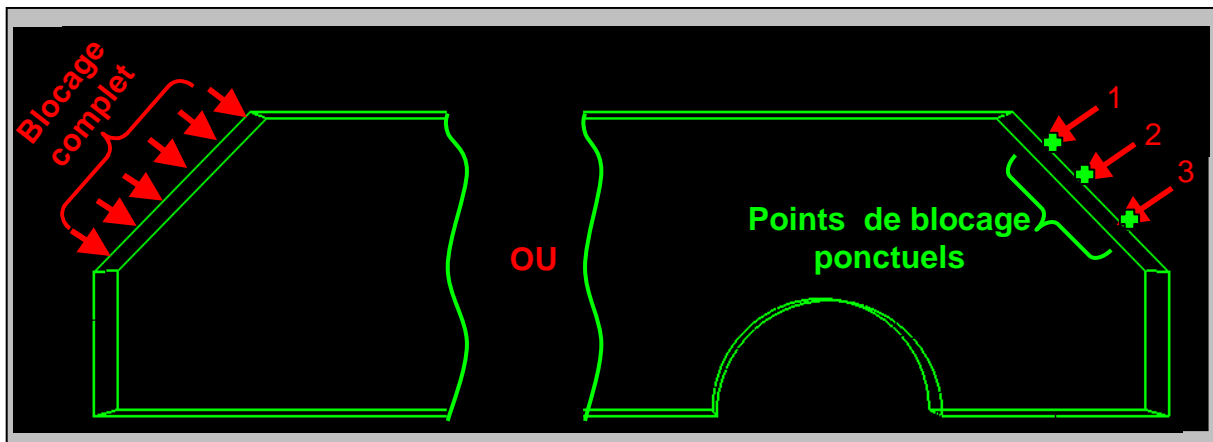 Blocage
complet
OU
1
2
3
Points de blocage
ponctuels